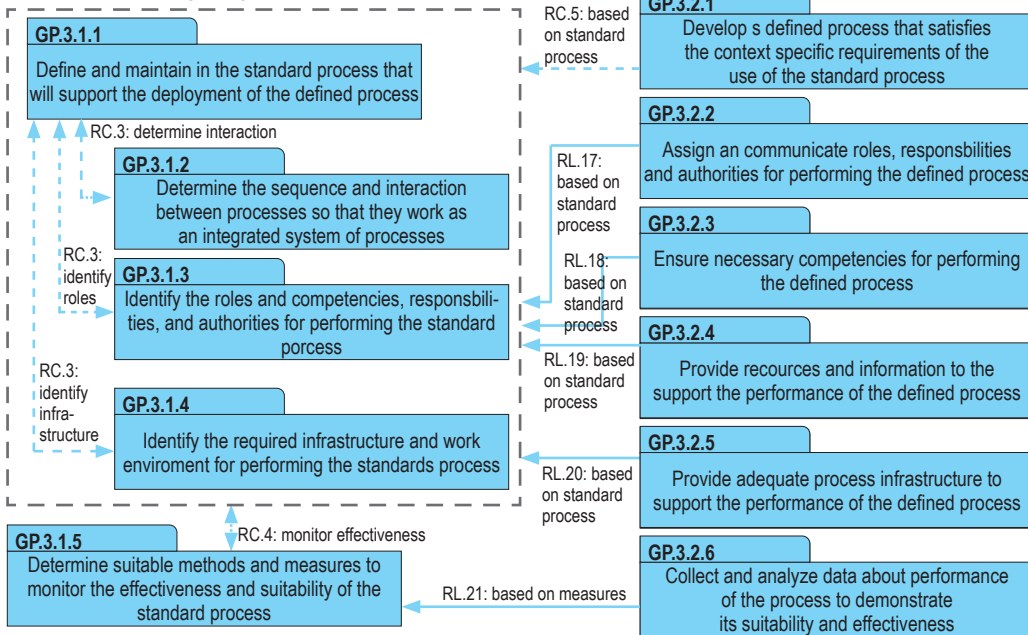 GP.3.1.1
Define and maintain in the standard process that
will support the deployment of the defined process
RC.3: determine interaction
GP.3.1.2
Determine the sequence and interaction
between processes so that they work as
an integrated system of processes
RC.3:
identify
roles
GP.3.1.3
Identify the roles and competencies, responsbili-
ties, and authorities for performing the standard
porcess
RC.3:
identify
infra-
structure
GP.3.1.4
Identify the required infrastructure and work
enviroment for performing the standards process
RC.4: monitor effectiveness
GP.3.1.5
Determine suitable methods and measures to
monitor the effectiveness and suitability of the
standard process
RC.5: based
on standard
process
RL.17:
based on
standard
process
RL.18:
based on
standard
process
RL.19: based
on standard
process
RL.20: based
on standard
process
RL.21: based on measures
GP.3.2.1
Develop s defined process that satisfies
the context specific requirements of the
use of the standard process
GP.3.2.2
Assign an communicate roles, responsbilities
and authorities for performing the defined process
GP.3.2.3
Ensure necessary competencies for performing
the defined process
GP.3.2.4
Provide recources and information to the
support the performance of the defined process
GP.3.2.5
Provide adequate process infrastructure to
support the performance of the defined process
GP.3.2.6
Collect and analyze data about performance
of the process to demonstrate
its suitability and effectiveness